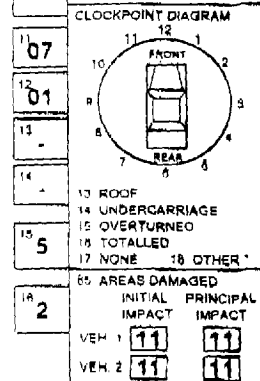 CLOCKPOINT DIAGRAM
11 07
12 01
13 -
14 -
15 5
16 2
12
11 1
FRONT
10 2
9 3
8 4
REAR
7 6 5
13 ROOF
14 UNDERCARRIAGE
15 OVERTURNED
16 TOTALLED
17 NONE 18 OTHER *
AREAS DAMAGED
INITIAL PRINCIPAL
IMPACT IMPACT
VEH. 1 11 11
VEH. 2 11 11